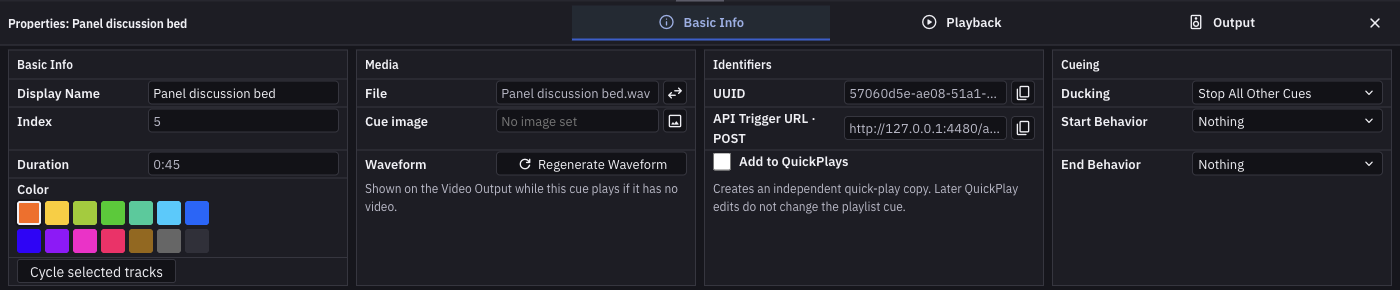 Properties: Panel discussion bed
Basic Info
Playback
Output
Basic Info
Display Name
Panel discussion bed
Index
5
Duration
0:45
Color
Cycle selected tracks
Media
File
Panel discussion bed.wav
Cue image
No image set
Waveform
Regenerate Waveform
Shown on the Video Output while this cue plays if it has no
video.
Identifiers
UUID
57060d5e-ae08-51a1-...
API Trigger URL ·
POST
http://127.0.0.1:4480/a...
Add to QuickPlays
Creates an independent quick-play copy. Later QuickPlay
edits do not change the playlist cue.
Cueing
Ducking
Stop All Other Cues
Start Behavior
Nothing
End Behavior
Nothing